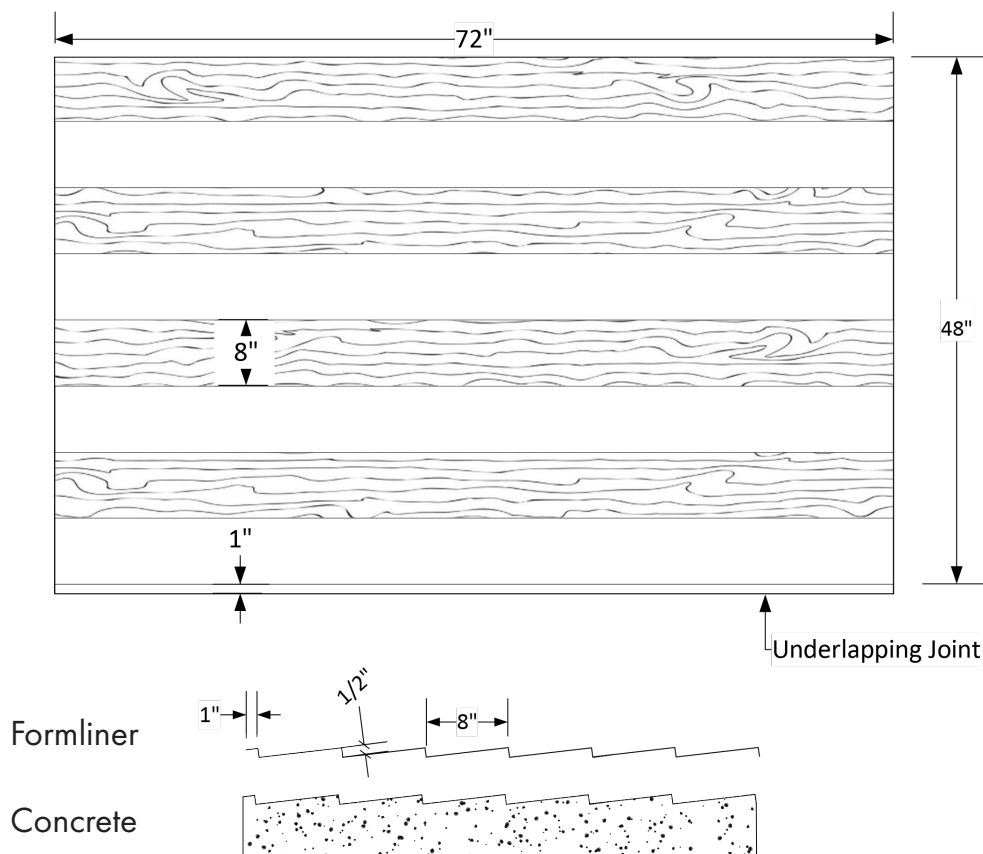 72"
48"
8"
1"
Underlapping Joint
1/2"
1"
8"
Formliner
Concrete